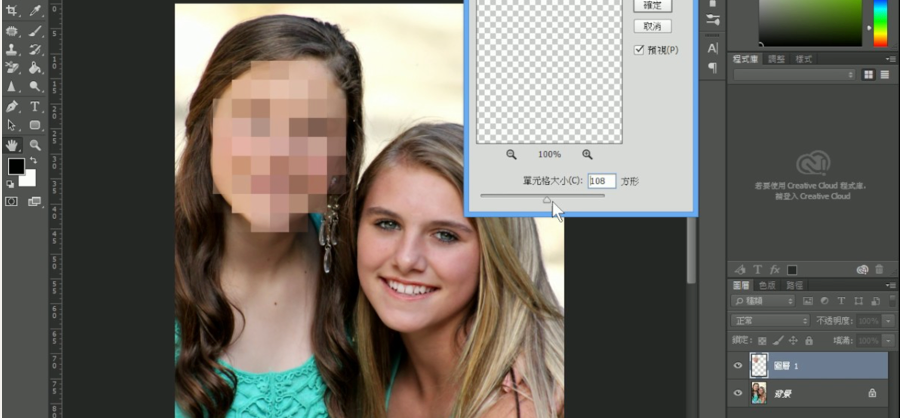 確定
取消
預視(P)
100%
單元格大小(C): 108 方形
程式庫 調整 樣式
若要使用 Creative Cloud 程式庫，
請登入 Creative Cloud
圖層 色版 路徑
種類
正常 不透明度: 100%
鎖定: 填滿: 100%
圖層 1
背景